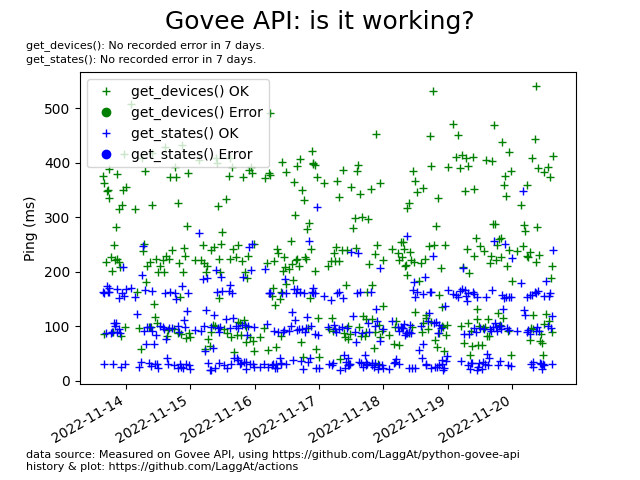 Govee API: is it working?
get_devices(): No recorded error in 7 days.
get_states(): No recorded error in 7 days.
get_devices() OK
get_devices() Error
get_states() OK
get_states() Error
Ping (ms)
500
400
300
200
100
0
2022-11-14
2022-11-15
2022-11-16
2022-11-17
2022-11-18
2022-11-19
2022-11-20
data source: Measured on Govee API, using https://github.com/LaggAt/python-govee-api
history & plot: https://github.com/LaggAt/actions